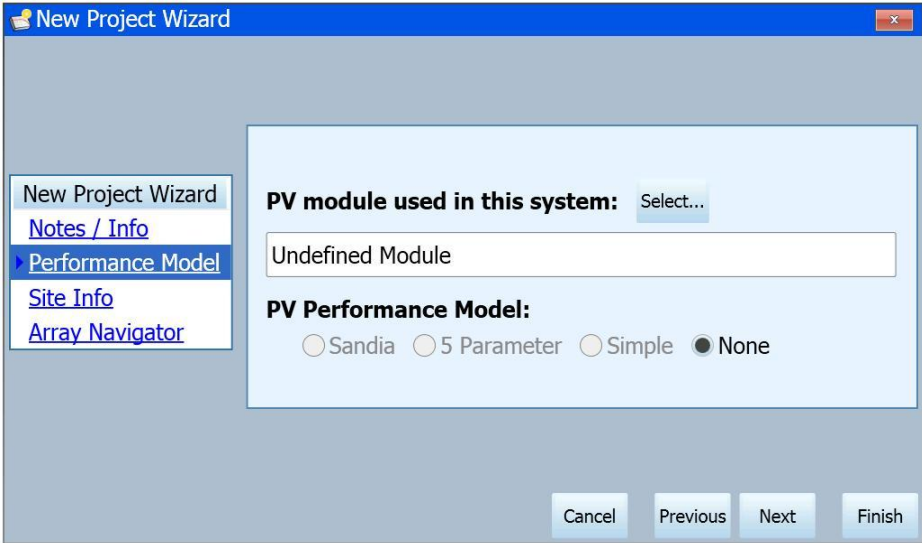 New Project Wizard
x
New Project Wizard
Notes / Info
Performance Model
Site Info
Array Navigator
PV module used in this system: Select...
Undefined Module
PV Performance Model:
Sandia 5 Parameter Simple None
Cancel Previous Next Finish